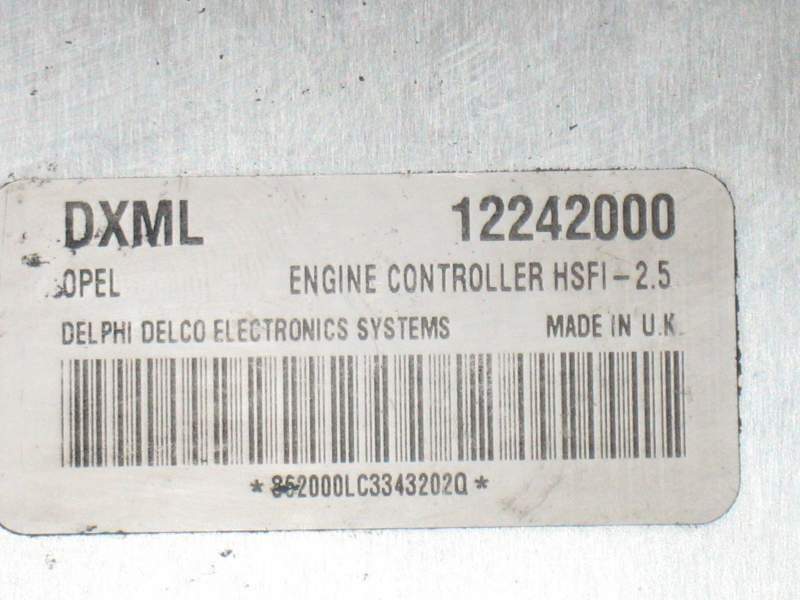 DXML 12242000
OPEL ENGINE CONTROLLER HSFI-2.5
DELPHI DELCO ELECTRONICS SYSTEMS MADE IN U.K.
*862000LC3343202Q*